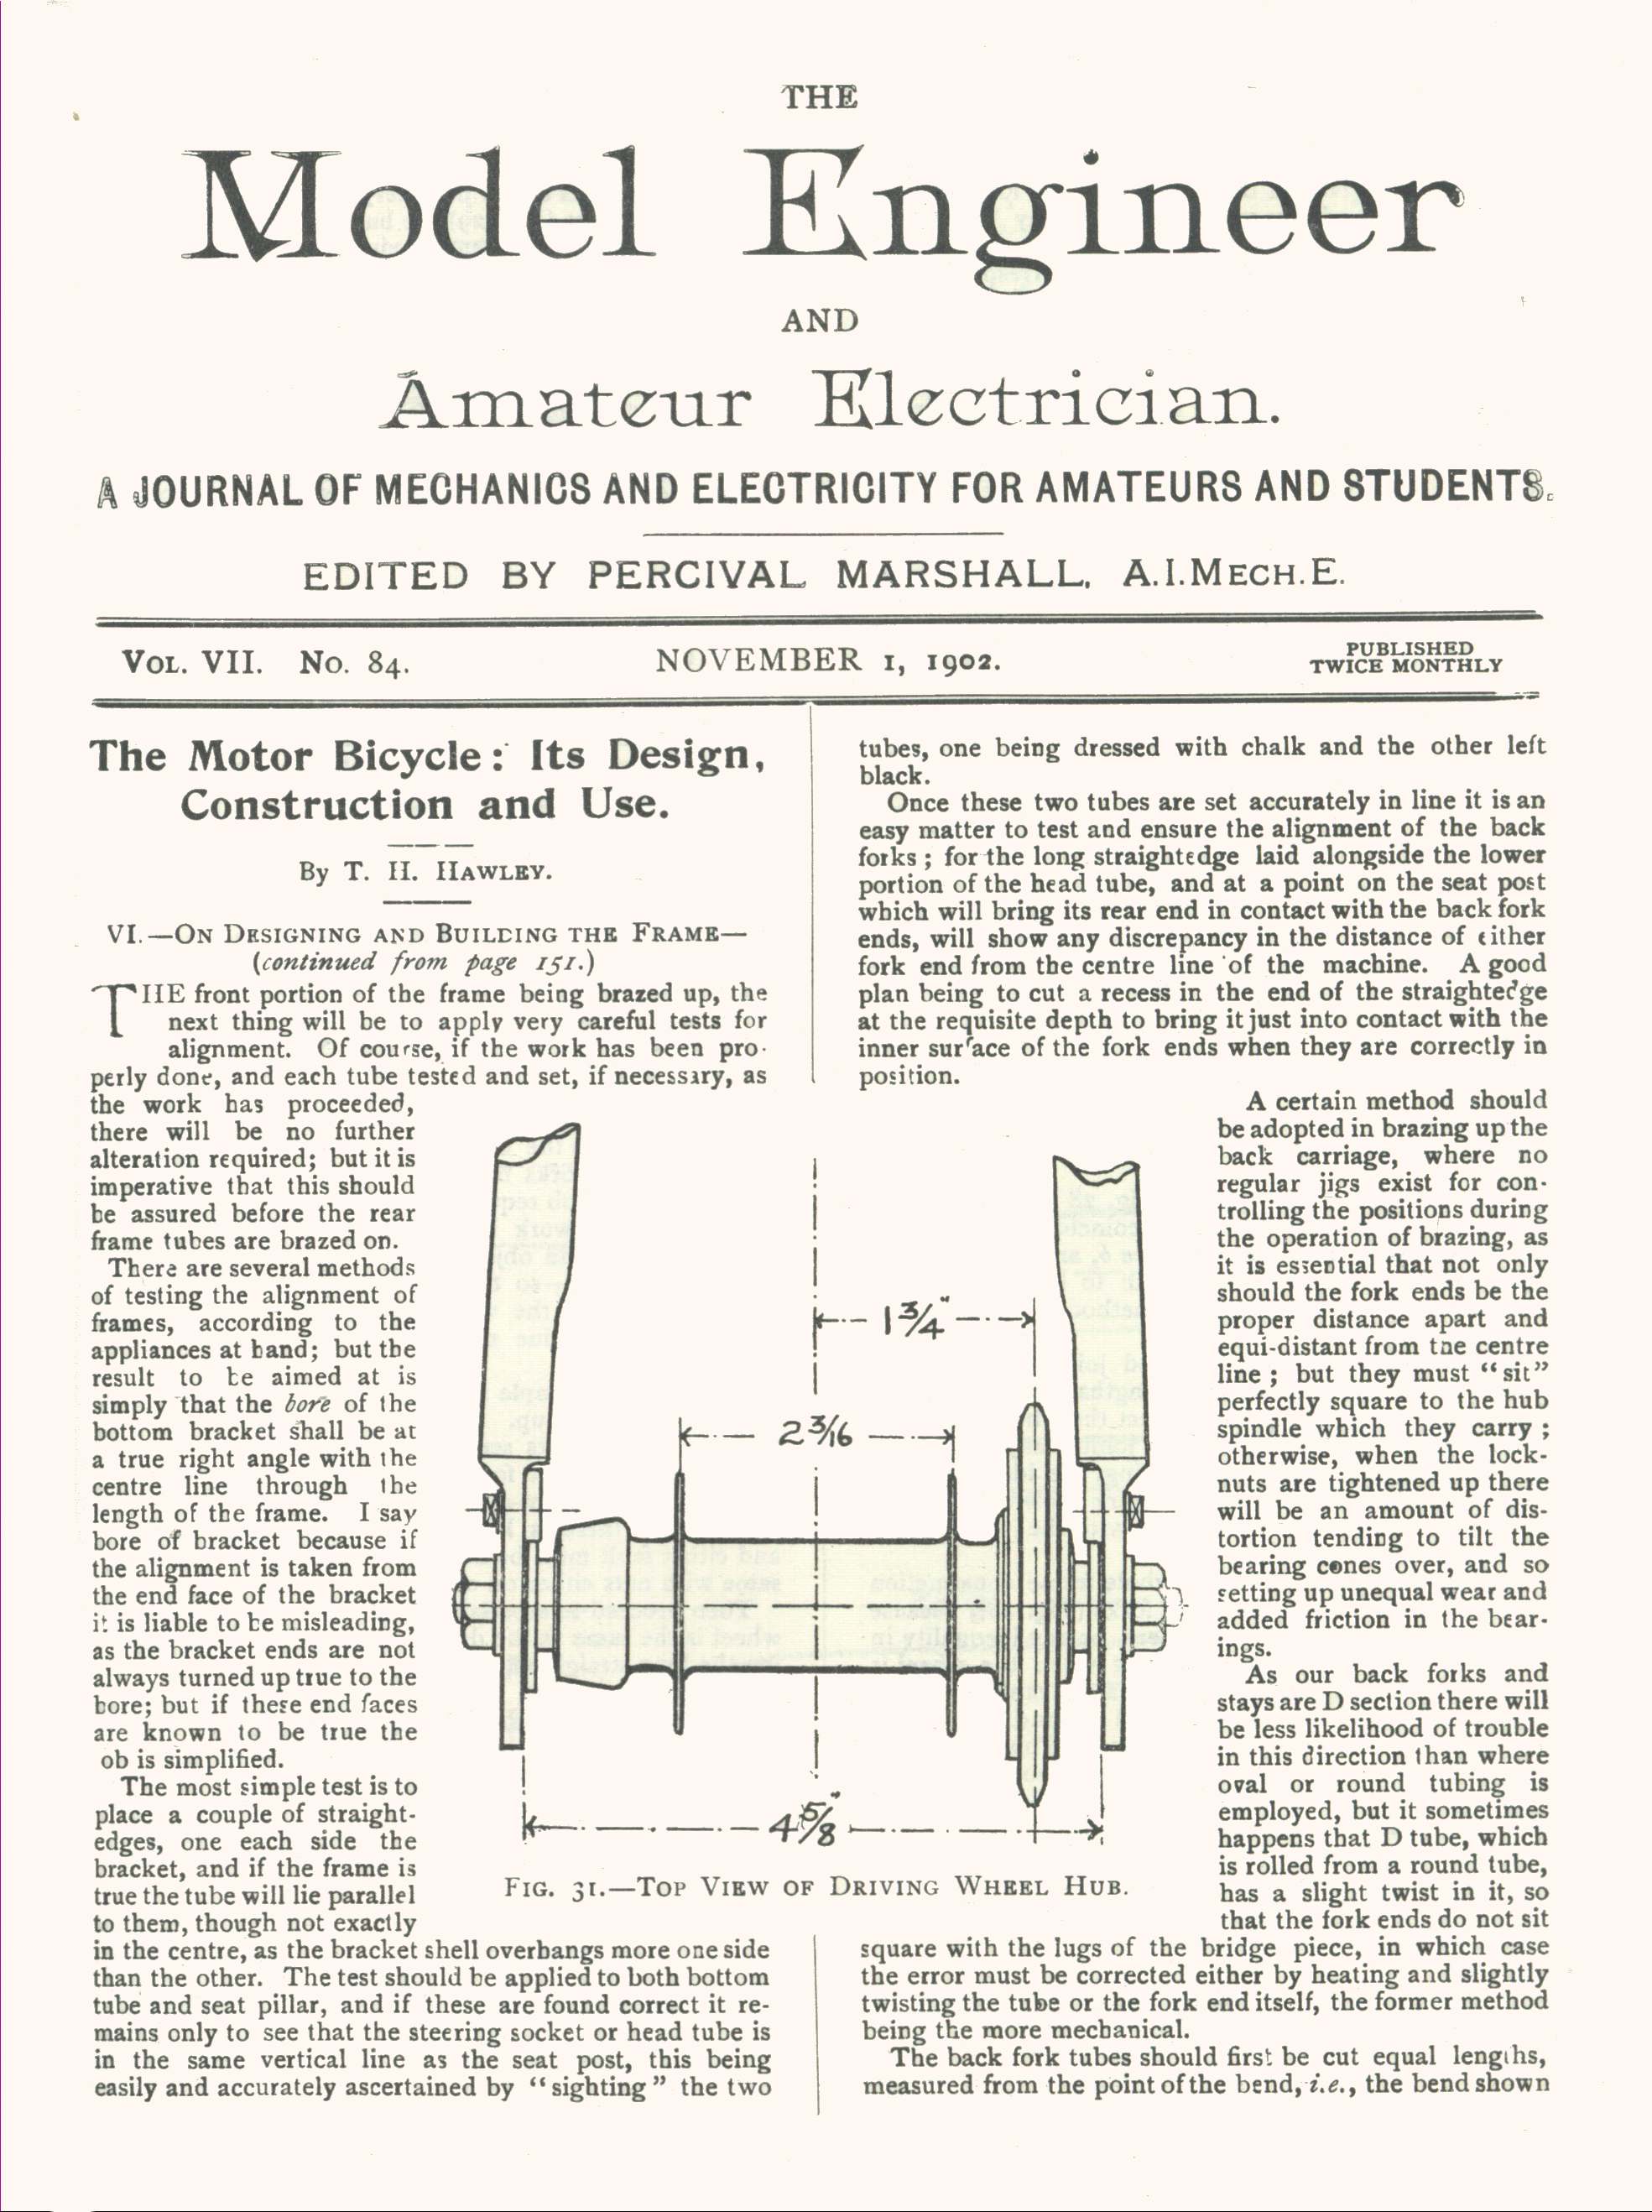 THE
Model Engineer
AND
Amateur Electrician.
A JOURNAL OF MECHANICS AND ELECTRICITY FOR AMATEURS AND STUDENTS.
EDITED BY PERCIVAL MARSHALL, A.I.MECH.E.
VOL. VII. No. 84.
NOVEMBER 1, 1902.
PUBLISHED
TWICE MONTHLY
The Motor Bicycle: Its Design,
Construction and Use.
By T. H. HAWLEY.
VI.—ON DESIGNING AND BUILDING THE FRAME—
(continued from page 151.)
THE front portion of the frame being brazed up, the
next thing will be to apply very careful tests for
alignment. Of course, if the work has been pro-
perly done, and each tube tested and set, if necessary, as
the work has proceeded,
there will be no further
alteration required; but it is
imperative that this should
be assured before the rear
frame tubes are brazed on.
There are several methods
of testing the alignment of
frames, according to the
appliances at hand; but the
result to be aimed at is
simply that the bore of the
bottom bracket shall be at
a true right angle with the
centre line through the
length of the frame. I say
bore of bracket because if
the alignment is taken from
the end face of the bracket
it is liable to be misleading,
as the bracket ends are not
always turned up true to the
bore; but if these end faces
are known to be true the
ob is simplified.
The most simple test is to
place a couple of straight-
edges, one each side the
bracket, and if the frame is
true the tube will lie parallel
to them, though not exactly
in the centre, as the bracket shell overhangs more one side
than the other. The test should be applied to both bottom
tube and seat pillar, and if these are found correct it re-
mains only to see that the steering socket or head tube is
in the same vertical line as the seat post, this being
easily and accurately ascertained by "sighting" the two
1 3/4"
2 3/16
4 5/8"
FIG. 31.—TOP VIEW OF DRIVING WHEEL HUB.
tubes, one being dressed with chalk and the other left
black.
Once these two tubes are set accurately in line it is an
easy matter to test and ensure the alignment of the back
forks; for the long straightedge laid alongside the lower
portion of the head tube, and at a point on the seat post
which will bring its rear end in contact with the back fork
ends, will show any discrepancy in the distance of either
fork end from the centre line of the machine. A good
plan being to cut a recess in the end of the straightedge
at the requisite depth to bring it just into contact with the
inner surface of the fork ends when they are correctly in
position.
A certain method should
be adopted in brazing up the
back carriage, where no
regular jigs exist for con-
trolling the positions during
the operation of brazing, as
it is essential that not only
should the fork ends be the
proper distance apart and
equi-distant from the centre
line; but they must "sit"
perfectly square to the hub
spindle which they carry;
otherwise, when the lock-
nuts are tightened up there
will be an amount of dis-
tortion tending to tilt the
bearing cones over, and so
setting up unequal wear and
added friction in the bear-
ings.
As our back forks and
stays are D section there will
be less likelihood of trouble
in this direction than where
oval or round tubing is
employed, but it sometimes
happens that D tube, which
is rolled from a round tube,
has a slight twist in it, so
that the fork ends do not sit
square with the lugs of the bridge piece, in which case
the error must be corrected either by heating and slightly
twisting the tube or the fork end itself, the former method
being the more mechanical.
The back fork tubes should first be cut equal lengths,
measured from the point of the bend, i.e., the bend shown